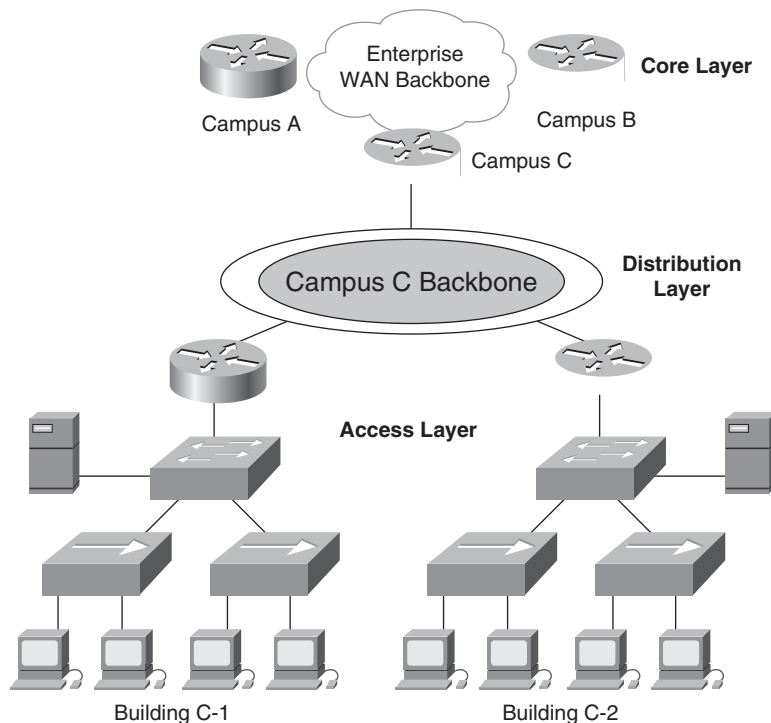 Enterprise
WAN Backbone
Core Layer
Campus A
Campus B
Campus C
Campus C Backbone
Distribution
Layer
Access Layer
Building C-1
Building C-2